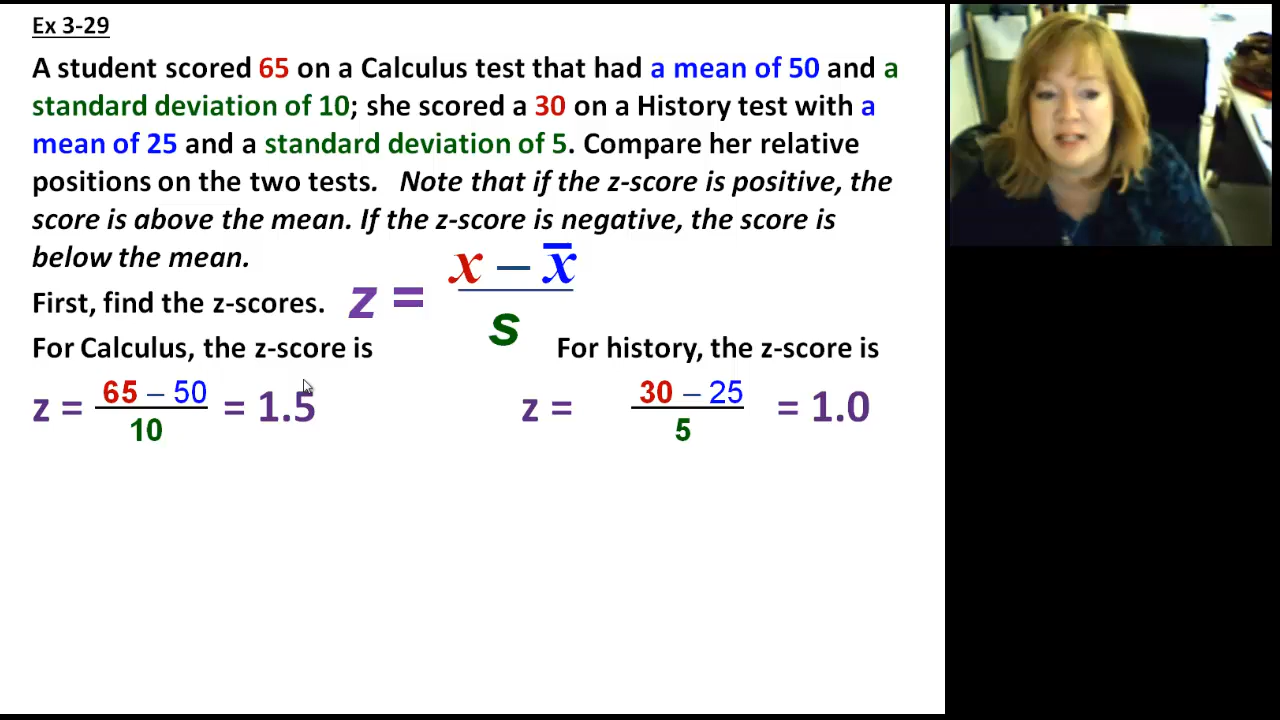 Ex 3-29
A student scored 65 on a Calculus test that had a mean of 50 and a
standard deviation of 10; she scored a 30 on a History test with a
mean of 25 and a standard deviation of 5. Compare her relative
positions on the two tests. Note that if the z-score is positive, the
score is above the mean. If the z-score is negative, the score is
below the mean.
First, find the z-scores.
z = x – x̅
s
For Calculus, the z-score is
z = 65 – 50 = 1.5
10
For history, the z-score is
z = 30 – 25 = 1.0
5